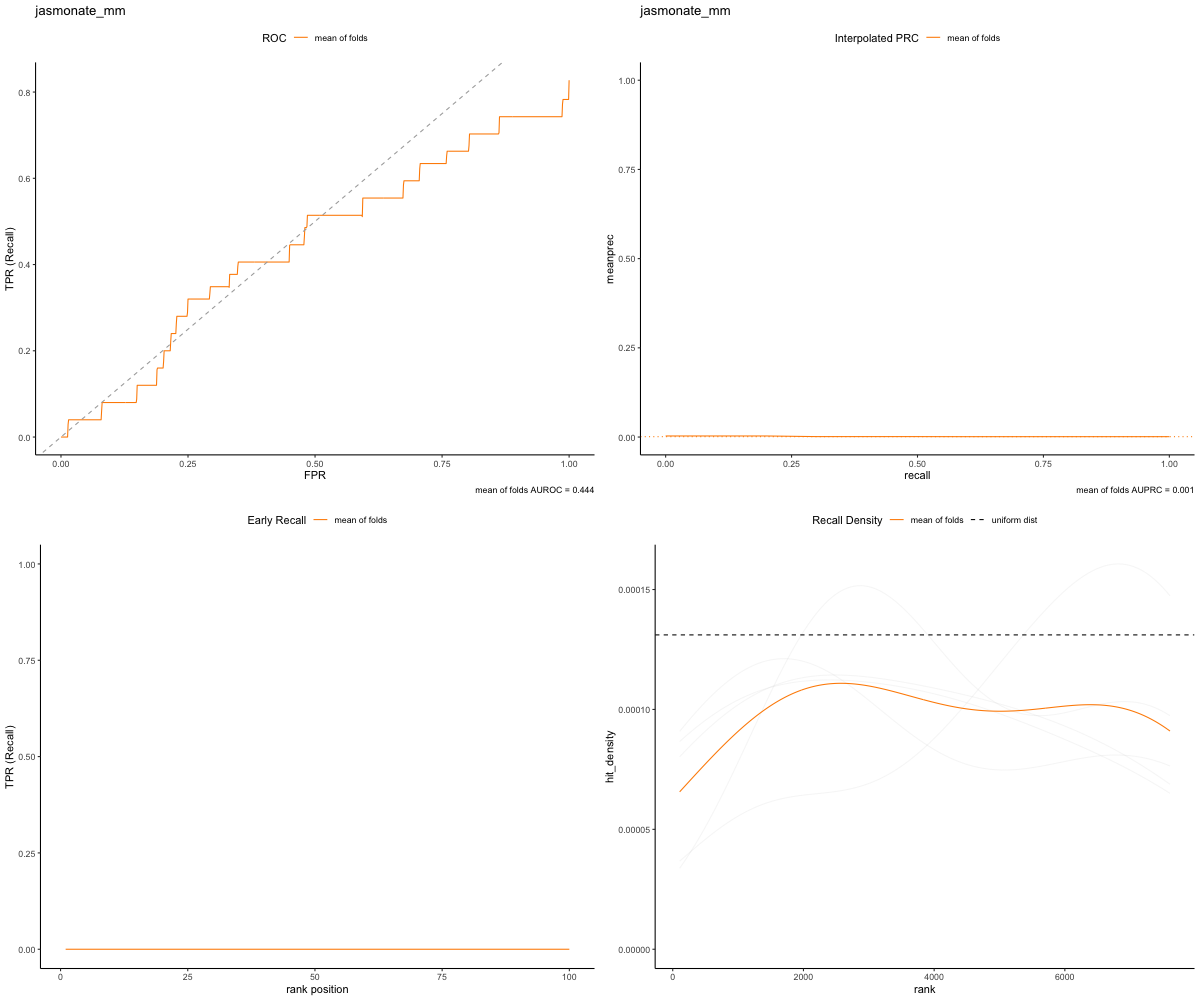 jasmonate_mm
ROC mean of folds
0.8
0.6
0.4
0.2
0.0
TPR (Recall)
0.00 0.25 0.50 0.75 1.00
FPR
mean of folds AUROC = 0.444
jasmonate_mm
Interpolated PRC mean of folds
1.00
0.75
0.50
0.25
0.00
meanprec
0.00 0.25 0.50 0.75 1.00
recall
mean of folds AUPRC = 0.001
Early Recall mean of folds
1.00
0.75
0.50
0.25
0.00
TPR (Recall)
0 25 50 75 100
rank position
Recall Density mean of folds uniform dist
0.00015
0.00010
0.00005
0.00000
hit_density
0 2000 4000 6000
rank